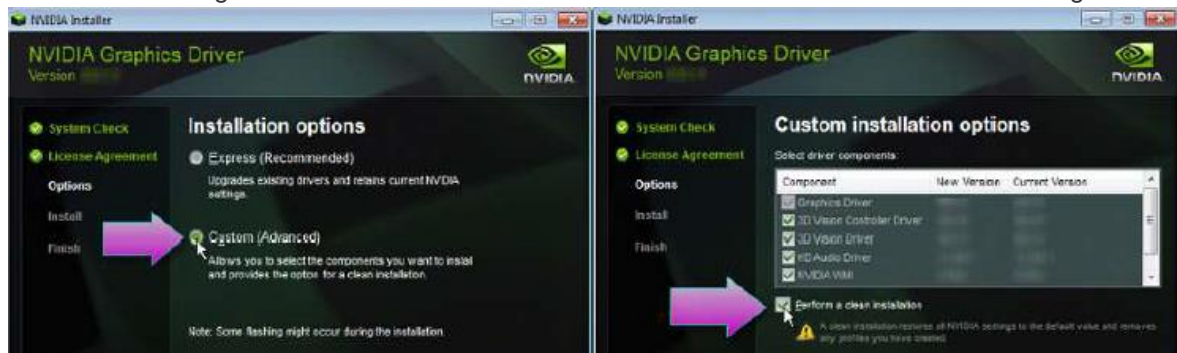 NVIDIA Installer
NVIDIA Graphics Driver
Version
NVIDIA
System Check
License Agreement
Options
Install
Finish
Installation options
Express (Recommended)
Upgrades existing drivers and retains current NVIDIA
settings.
Custom (Advanced)
Allows you to select the components you want to install
and provides the option for a clean installation.
Note: Some flashing might occur during the installation.
NVIDIA Installer
NVIDIA Graphics Driver
Version
NVIDIA
System Check
License Agreement
Options
Install
Finish
Custom installation options
Select driver components:
Component New Version Current Version
Graphics Driver
3D Vision Controller Driver
3D Vision Driver
HD Audio Driver
NVIDIA WMI
Perform a clean installation
A clean installation restores all NVIDIA settings to the default value and removes
any profiles you have created.